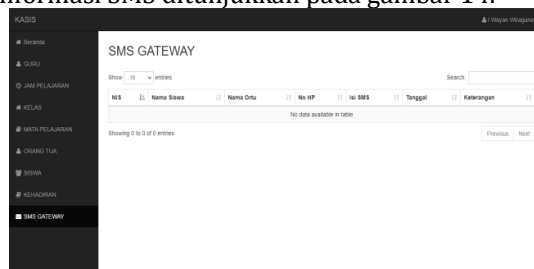 informasi SMS ditunjukkan pada gambar 14.
KASIS
I Wayan Wiraguna
Beranda
GURU
JAM PELAJARAN
KELAS
MATA PELAJARAN
ORANG TUA
SISWA
KEHADIRAN
SMS GATEWAY
SMS GATEWAY
Show 10 entries
Search:
NIS Nama Siswa Nama Ortu No HP Isi SMS Tanggal Keterangan
No data available in table
Showing 0 to 0 of 0 entries
Previous Next